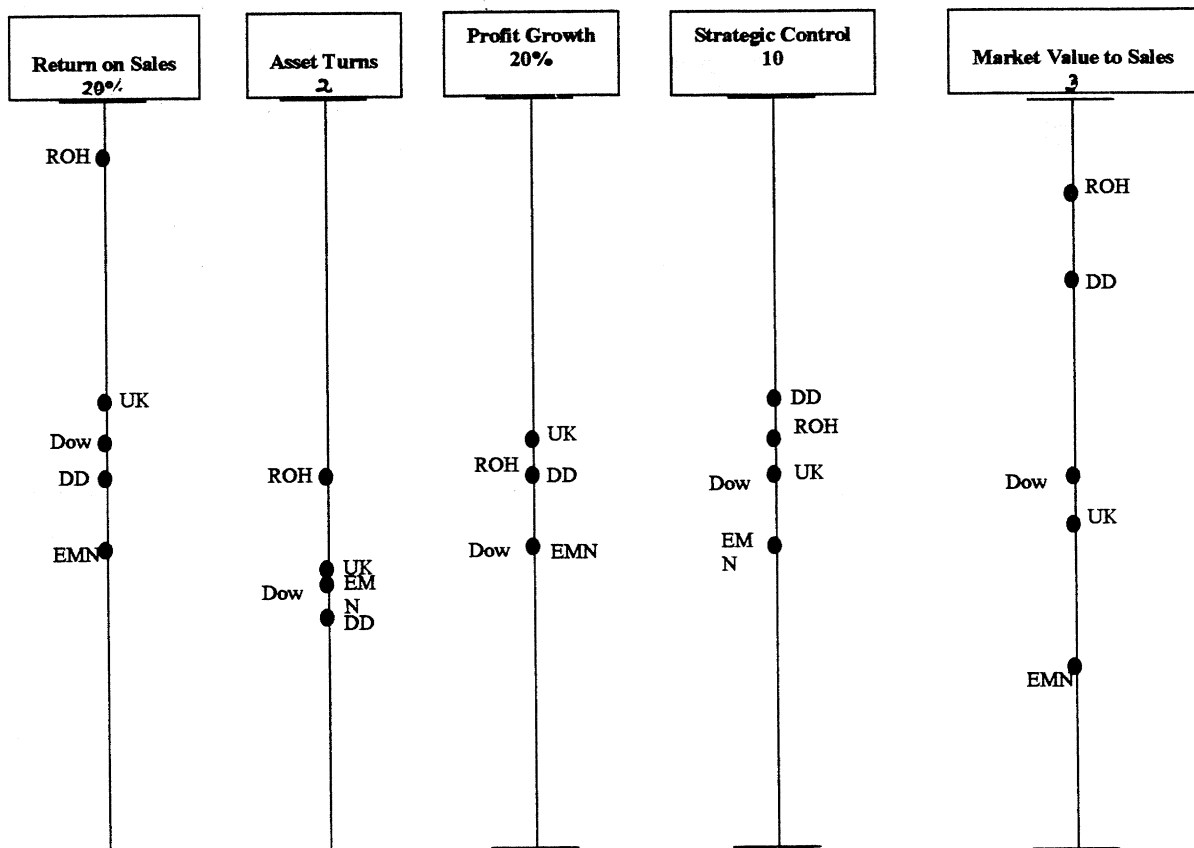 Return on Sales
20%
Asset Turns
2
Profit Growth
20%
Strategic Control
10
Market Value to Sales
3
ROH
UK
Dow
DD
EMN
ROH
UK
EM
Dow
N
DD
UK
ROH
DD
Dow
EMN
DD
ROH
UK
Dow
EM
N
ROH
DD
Dow
UK
EMN